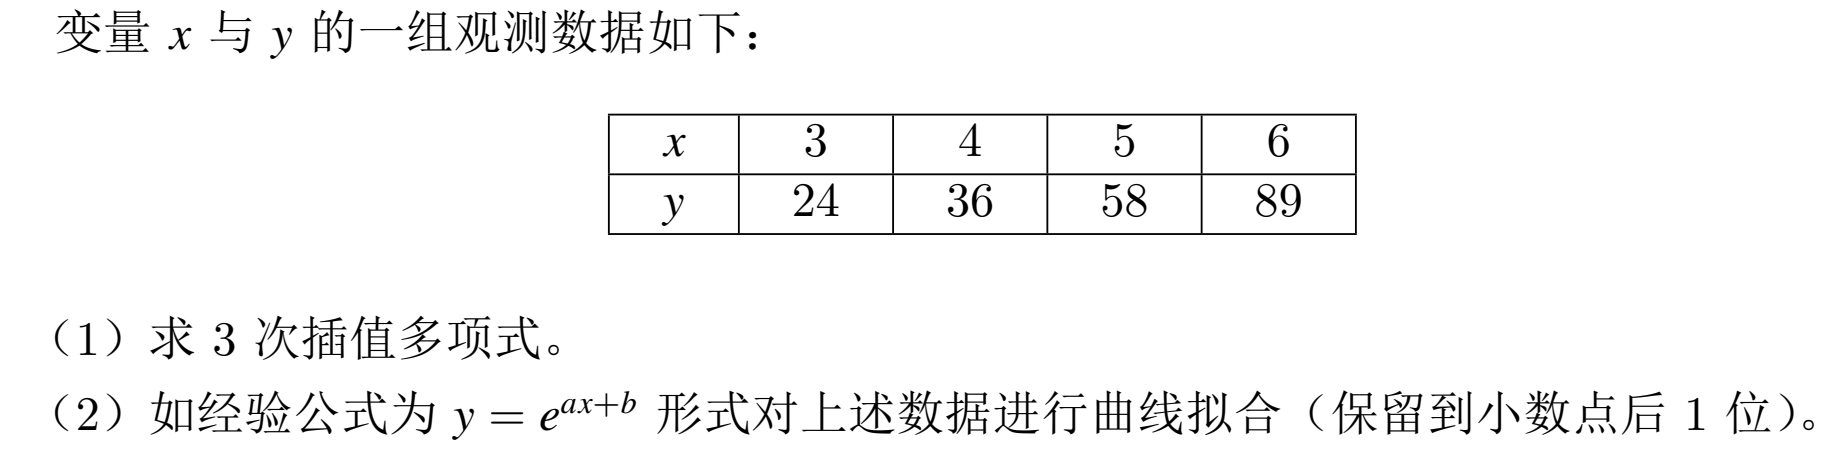 变量 x 与 y 的一组观测数据如下：
x 3 4 5 6
y 24 36 58 89
（1）求 3 次插值多项式。
（2）如经验公式为 y = e^{ax+b} 形式对上述数据进行曲线拟合（保留到小数点后 1 位）。